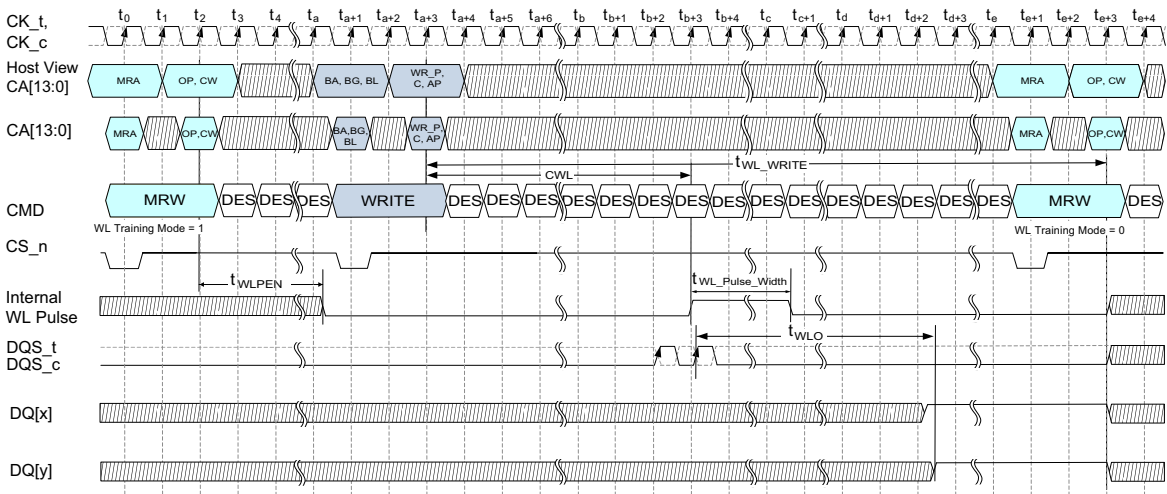 t0 t1 t2 t3 t4 ta ta+1 ta+2 ta+3 ta+4 ta+5 ta+6 tb tb+1 tb+2 tb+3 tb+4 tc tc+1 td td+1 td+2 td+3 te te+1 te+2 te+3 te+4
CK_t,
CK_c
Host View
CA[13:0]
MRA
OP, CW
BA, BG, BL
WR_P,
C, AP
MRA
OP, CW
CA[13:0]
MRA
OP,CW
BA,BG,
BL
WR_P,
C, AP
MRA
OP,CW
tWL_WRITE
CWL
CMD
MRW DES DES DES WRITE DES DES DES DES DES DES DES DES DES DES DES DES DES DES DES MRW DES
WL Training Mode = 1
WL Training Mode = 0
CS_n
tWLPEN
tWL_Pulse_Width
Internal
WL Pulse
tWLO
DQS_t
DQS_c
DQ[x]
DQ[y]